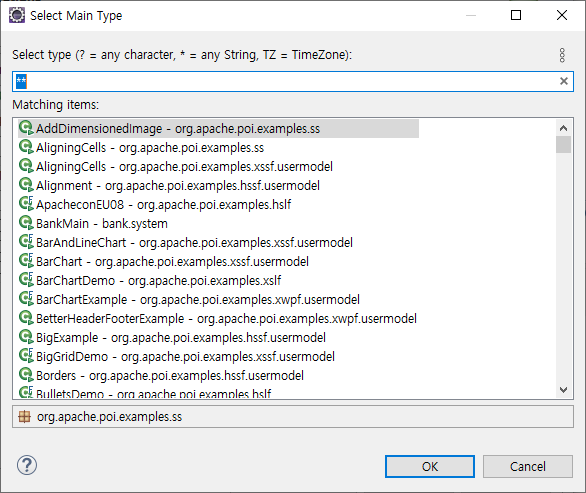 Select Main Type
Select type (? = any character, * = any String, TZ = TimeZone):
**
Matching items:
AddDimensionedImage - org.apache.poi.examples.ss
AligningCells - org.apache.poi.examples.ss
AligningCells - org.apache.poi.examples.xssf.usermodel
Alignment - org.apache.poi.examples.hssf.usermodel
ApacheconEU08 - org.apache.poi.examples.hslf
BankMain - bank.system
BarAndLineChart - org.apache.poi.examples.xssf.usermodel
BarChart - org.apache.poi.examples.xssf.usermodel
BarChartDemo - org.apache.poi.examples.xslf
BarChartExample - org.apache.poi.examples.xwpf.usermodel
BetterHeaderFooterExample - org.apache.poi.examples.xwpf.usermodel
BigExample - org.apache.poi.examples.hssf.usermodel
BigGridDemo - org.apache.poi.examples.xssf.usermodel
Borders - org.apache.poi.examples.hssf.usermodel
BulletsDemo - org.apache.poi.examples.hslf
org.apache.poi.examples.ss
OK
Cancel